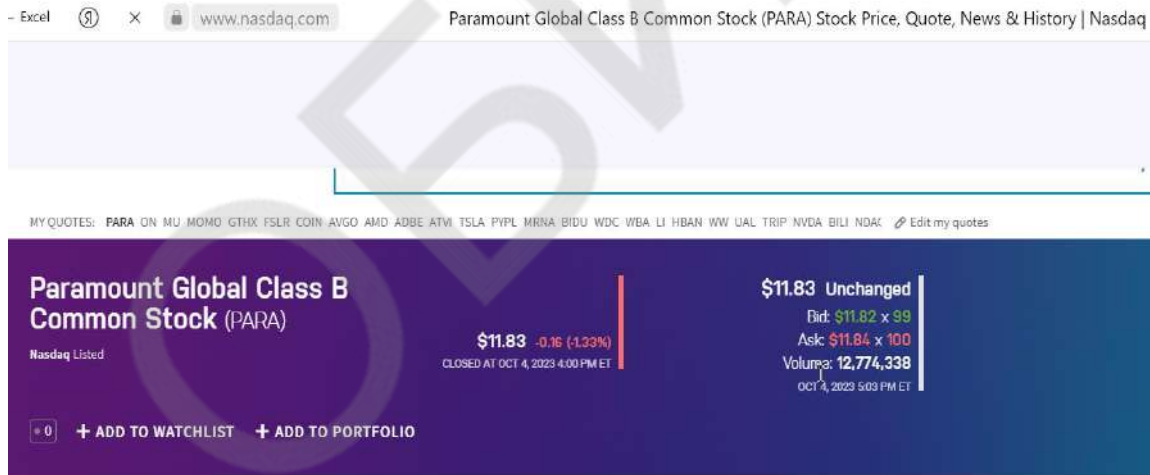 – Excel Я www.nasdaq.com Paramount Global Class B Common Stock (PARA) Stock Price, Quote, News & History | Nasdaq
MY QUOTES: PARA ON MU MOMO GTHX FSLR COIN AVGO AMD ADBE ATVI TSLA PYPL MRNA BIDU WDC WBA LI HBAN WW UAL TRIP NVDA BILI Edit my quotes
Paramount Global Class B
Common Stock (PARA)
Nasdaq Listed
$11.83 -0.16 (-1.33%)
CLOSED AT OCT 4, 2023 4:00 PM ET
$11.83 Unchanged
Bid: $11.82 x 99
Ask: $11.84 x 100
Volume: 12,774,338
OCT 4, 2023 5:03 PM ET
0 + ADD TO WATCHLIST + ADD TO PORTFOLIO